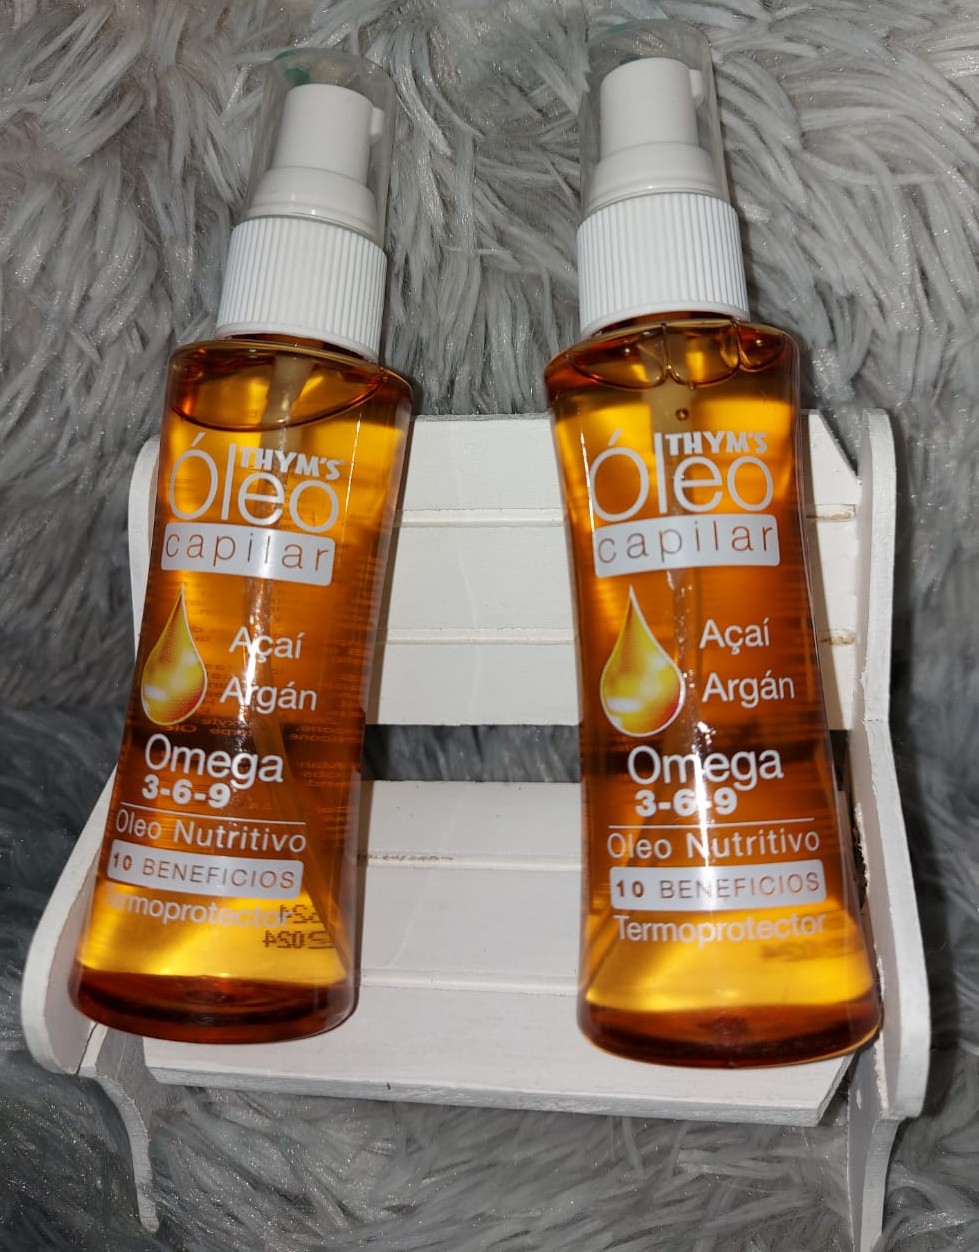 THYM'S
Óleo
capilar
Açaí
Argán
Omega
3-6-9
Oleo Nutritivo
10 BENEFICIOS
Termoprotector
THYM'S
Óleo
capilar
Açaí
Argán
Omega
3-6-9
Oleo Nutritivo
10 BENEFICIOS
Termoprotector